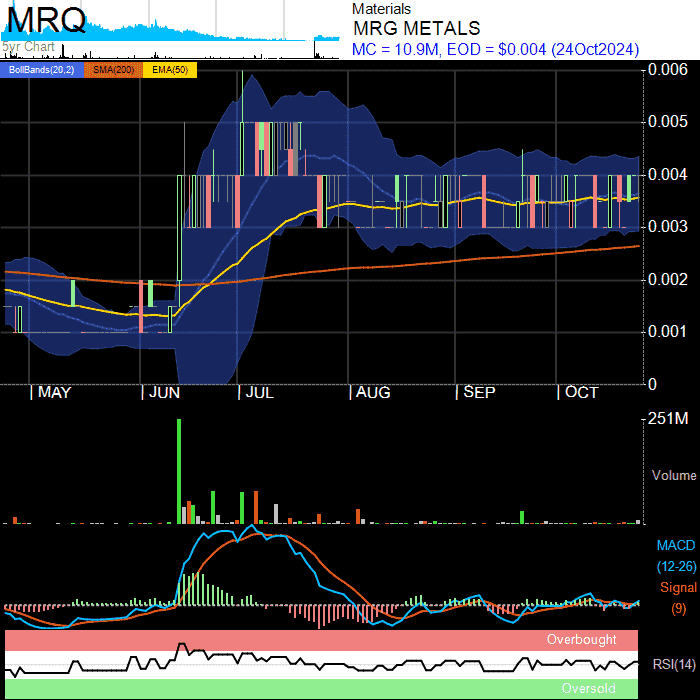 MRQ
5yr Chart
Materials
MRG METALS
MC = 10.9M, EOD = $0.004 (24Oct2024)
BollBands(20,2) SMA(200) EMA(50)
0.006
0.005
0.004
0.003
0.002
0.001
0
MAY JUN JUL AUG SEP OCT
251M
Volume
MACD
(12-26)
Signal
(9)
Overbought
RSI(14)
Oversold